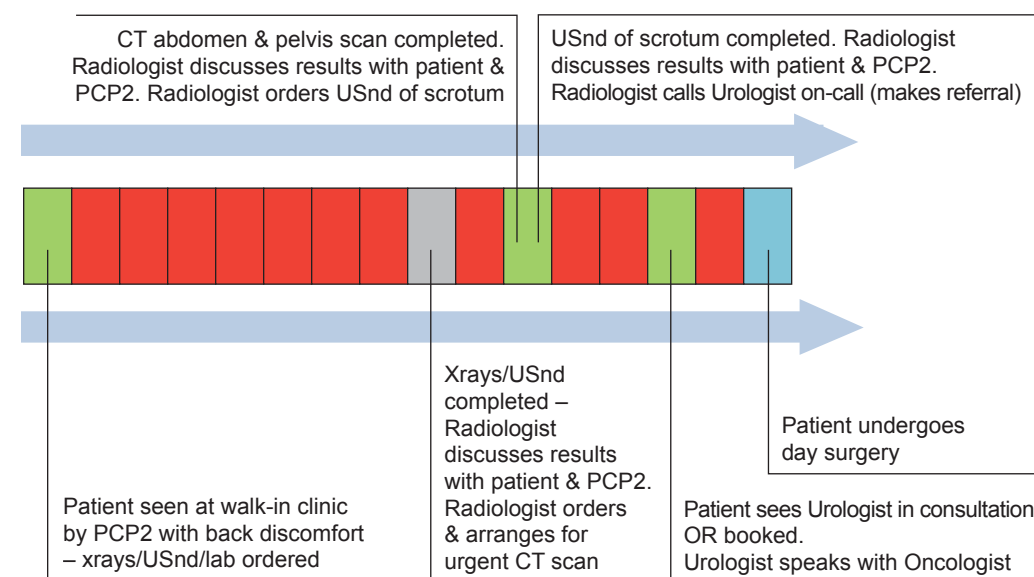 CT abdomen & pelvis scan completed.
Radiologist discusses results with patient &
PCP2. Radiologist orders USnd of scrotum
USnd of scrotum completed. Radiologist
discusses results with patient & PCP2.
Radiologist calls Urologist on-call (makes referral)
Patient seen at walk-in clinic
by PCP2 with back discomfort
– xrays/USnd/lab ordered
Xrays/USnd
completed –
Radiologist
discusses results
with patient & PCP2.
Radiologist orders
& arranges for
urgent CT scan
Patient undergoes
day surgery
Patient sees Urologist in consultation
OR booked.
Urologist speaks with Oncologist